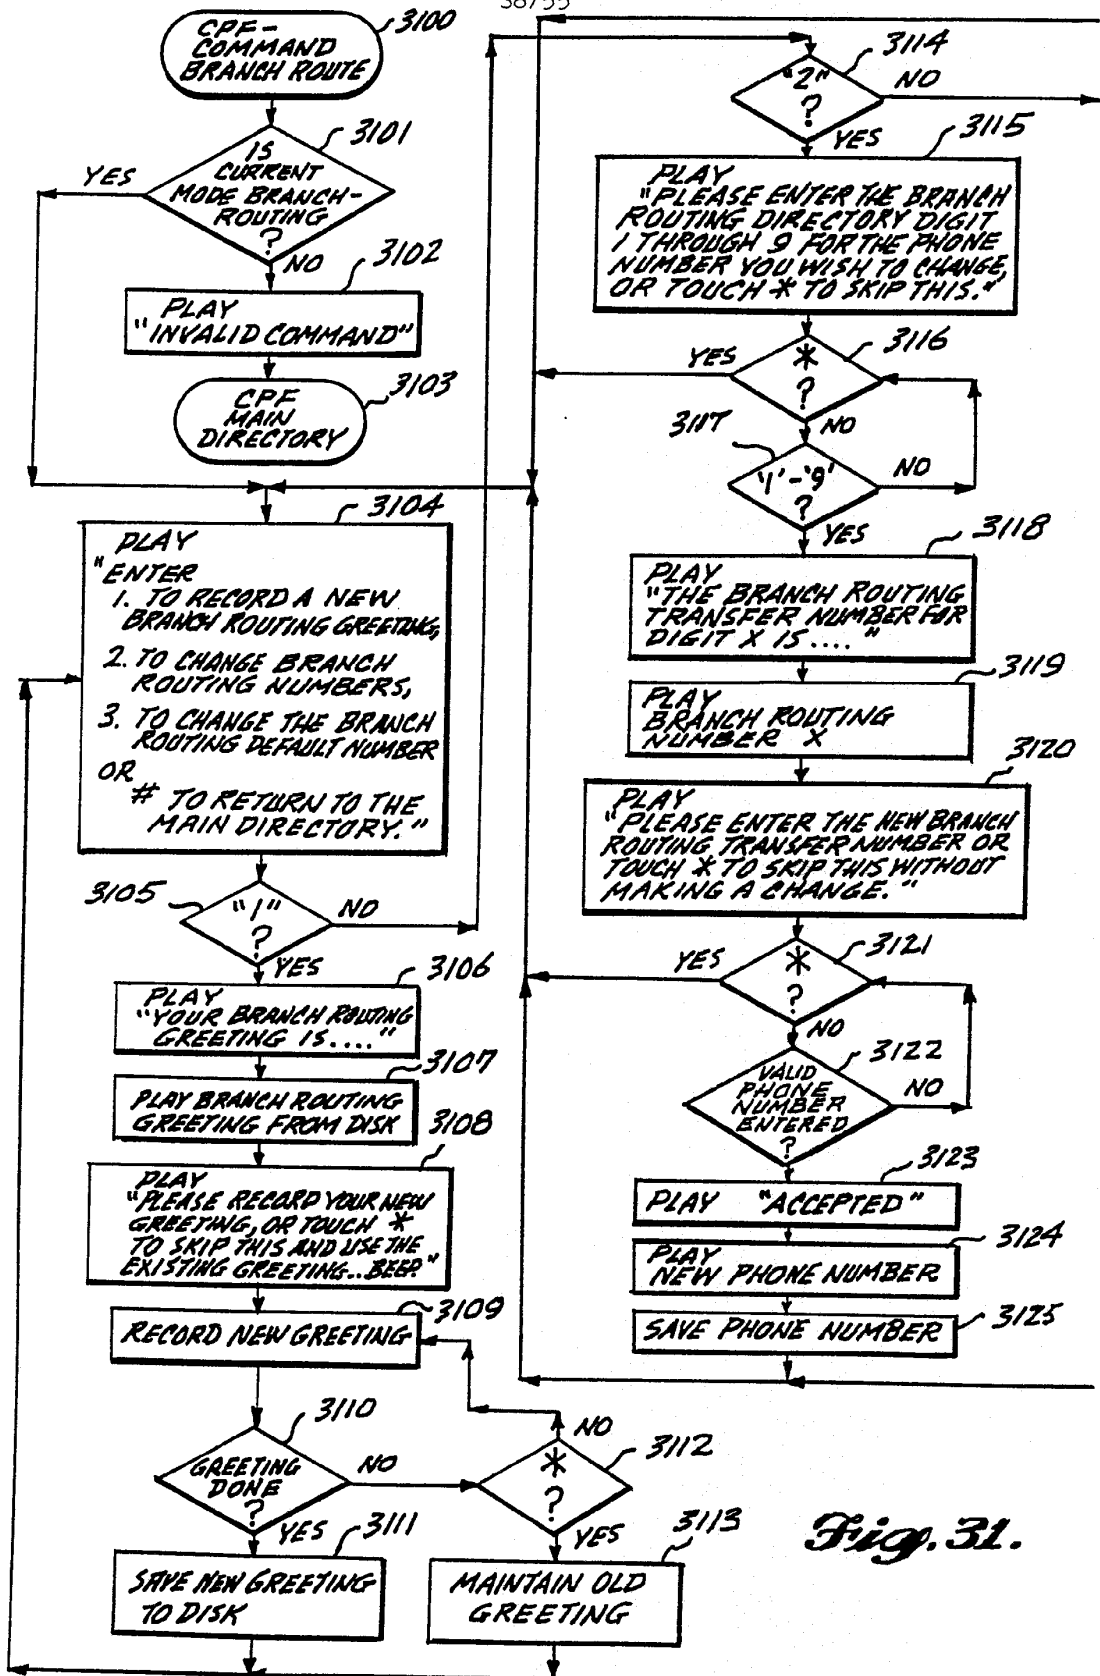 38/55
CPF-
COMMAND
BRANCH ROUTE
3100
IS
CURRENT
MODE BRANCH-
ROUTING
?
3101
YES
NO
3102
PLAY
"INVALID COMMAND"
3103
CPF
MAIN
DIRECTORY
3104
PLAY
"ENTER
1. TO RECORD A NEW
BRANCH ROUTING GREETING,
2. TO CHANGE BRANCH
ROUTING NUMBERS,
3. TO CHANGE THE BRANCH
ROUTING DEFAULT NUMBER
OR
# TO RETURN TO THE
MAIN DIRECTORY."
3105
"1"
?
NO
YES
3106
PLAY
"YOUR BRANCH ROUTING
GREETING IS...."
3107
PLAY BRANCH ROUTING
GREETING FROM DISK
3108
PLAY
"PLEASE RECORD YOUR NEW
GREETING, OR TOUCH *
TO SKIP THIS AND USE THE
EXISTING GREETING..BEEP."
3109
RECORD NEW GREETING
3110
GREETING
DONE
?
NO
YES
3111
SAVE NEW GREETING
TO DISK
3112
*
?
NO
YES
3113
MAINTAIN OLD
GREETING
3114
"2"
?
NO
YES
3115
PLAY
"PLEASE ENTER THE BRANCH
ROUTING DIRECTORY DIGIT
1 THROUGH 9 FOR THE PHONE
NUMBER YOU WISH TO CHANGE,
OR TOUCH * TO SKIP THIS."
3116
*
?
YES
NO
3117
'1'-'9'
?
NO
YES
3118
PLAY
"THE BRANCH ROUTING
TRANSFER NUMBER FOR
DIGIT X IS...."
3119
PLAY
BRANCH ROUTING
NUMBER X
3120
PLAY
"PLEASE ENTER THE NEW BRANCH
ROUTING TRANSFER NUMBER OR
TOUCH * TO SKIP THIS WITHOUT
MAKING A CHANGE."
3121
*
?
YES
NO
3122
VALID
PHONE
NUMBER
ENTERED
?
NO
YES
3123
PLAY "ACCEPTED"
3124
PLAY
NEW PHONE NUMBER
3125
SAVE PHONE NUMBER
Fig. 31.